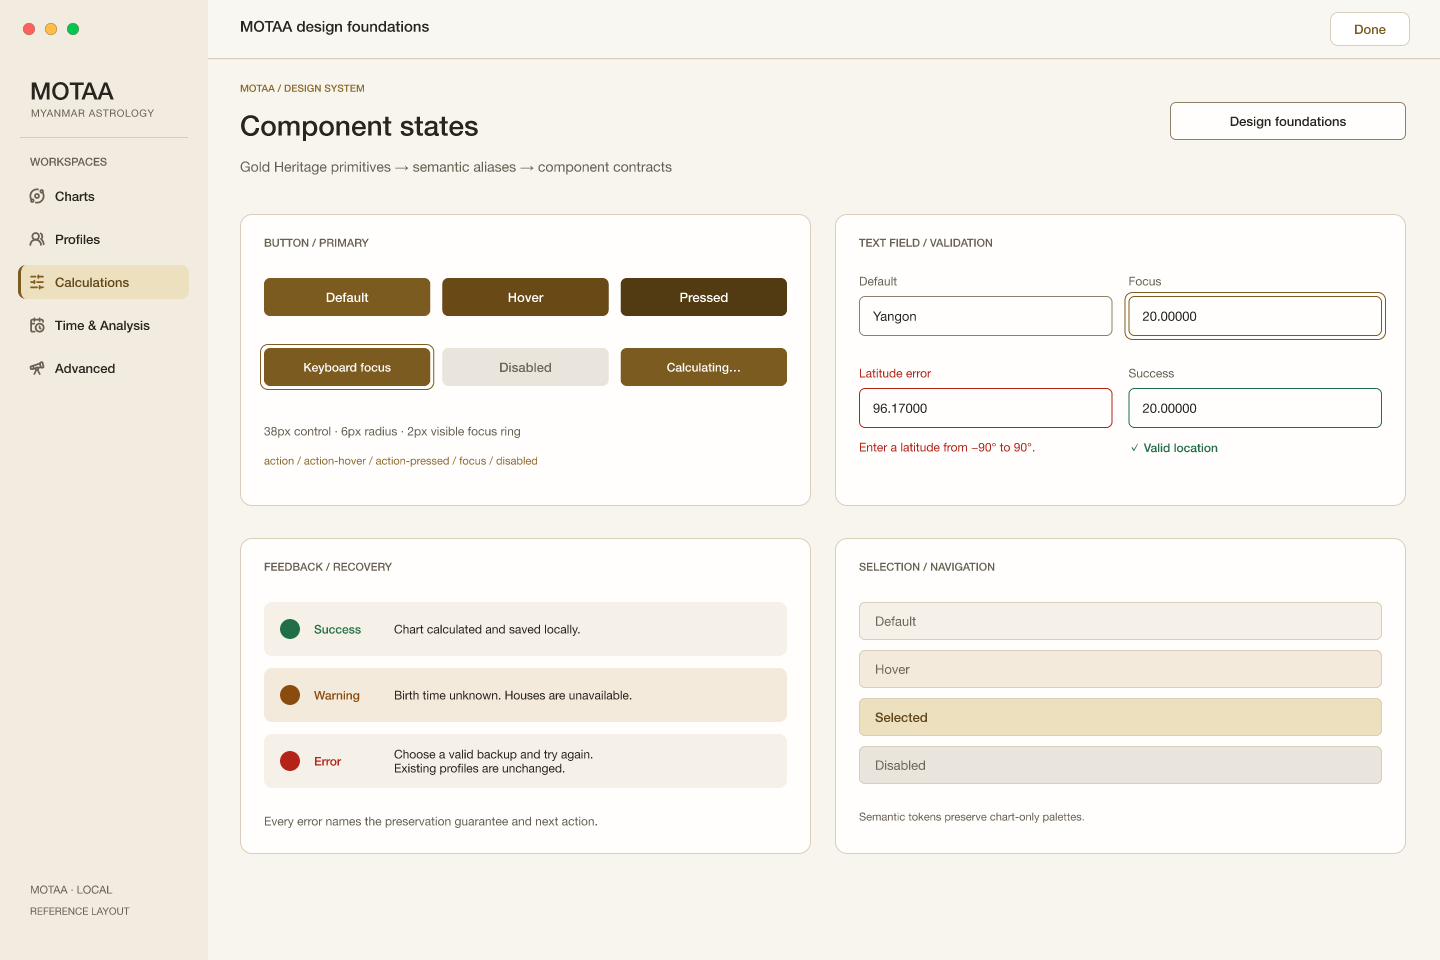 MOTAA design foundations
Done
MOTAA
MYANMAR ASTROLOGY
WORKSPACES
Charts
Profiles
Calculations
Time & Analysis
Advanced
MOTAA · LOCAL
REFERENCE LAYOUT
MOTAA / DESIGN SYSTEM
Component states
Design foundations
Gold Heritage primitives → semantic aliases → component contracts
BUTTON / PRIMARY
Default
Hover
Pressed
Keyboard focus
Disabled
Calculating...
38px control · 6px radius · 2px visible focus ring
action / action-hover / action-pressed / focus / disabled
TEXT FIELD / VALIDATION
Default
Focus
Yangon
20.00000
Latitude error
Success
96.17000
20.00000
Enter a latitude from −90° to 90°.
✓ Valid location
FEEDBACK / RECOVERY
Success
Chart calculated and saved locally.
Warning
Birth time unknown. Houses are unavailable.
Error
Choose a valid backup and try again.
Existing profiles are unchanged.
Every error names the preservation guarantee and next action.
SELECTION / NAVIGATION
Default
Hover
Selected
Disabled
Semantic tokens preserve chart-only palettes.